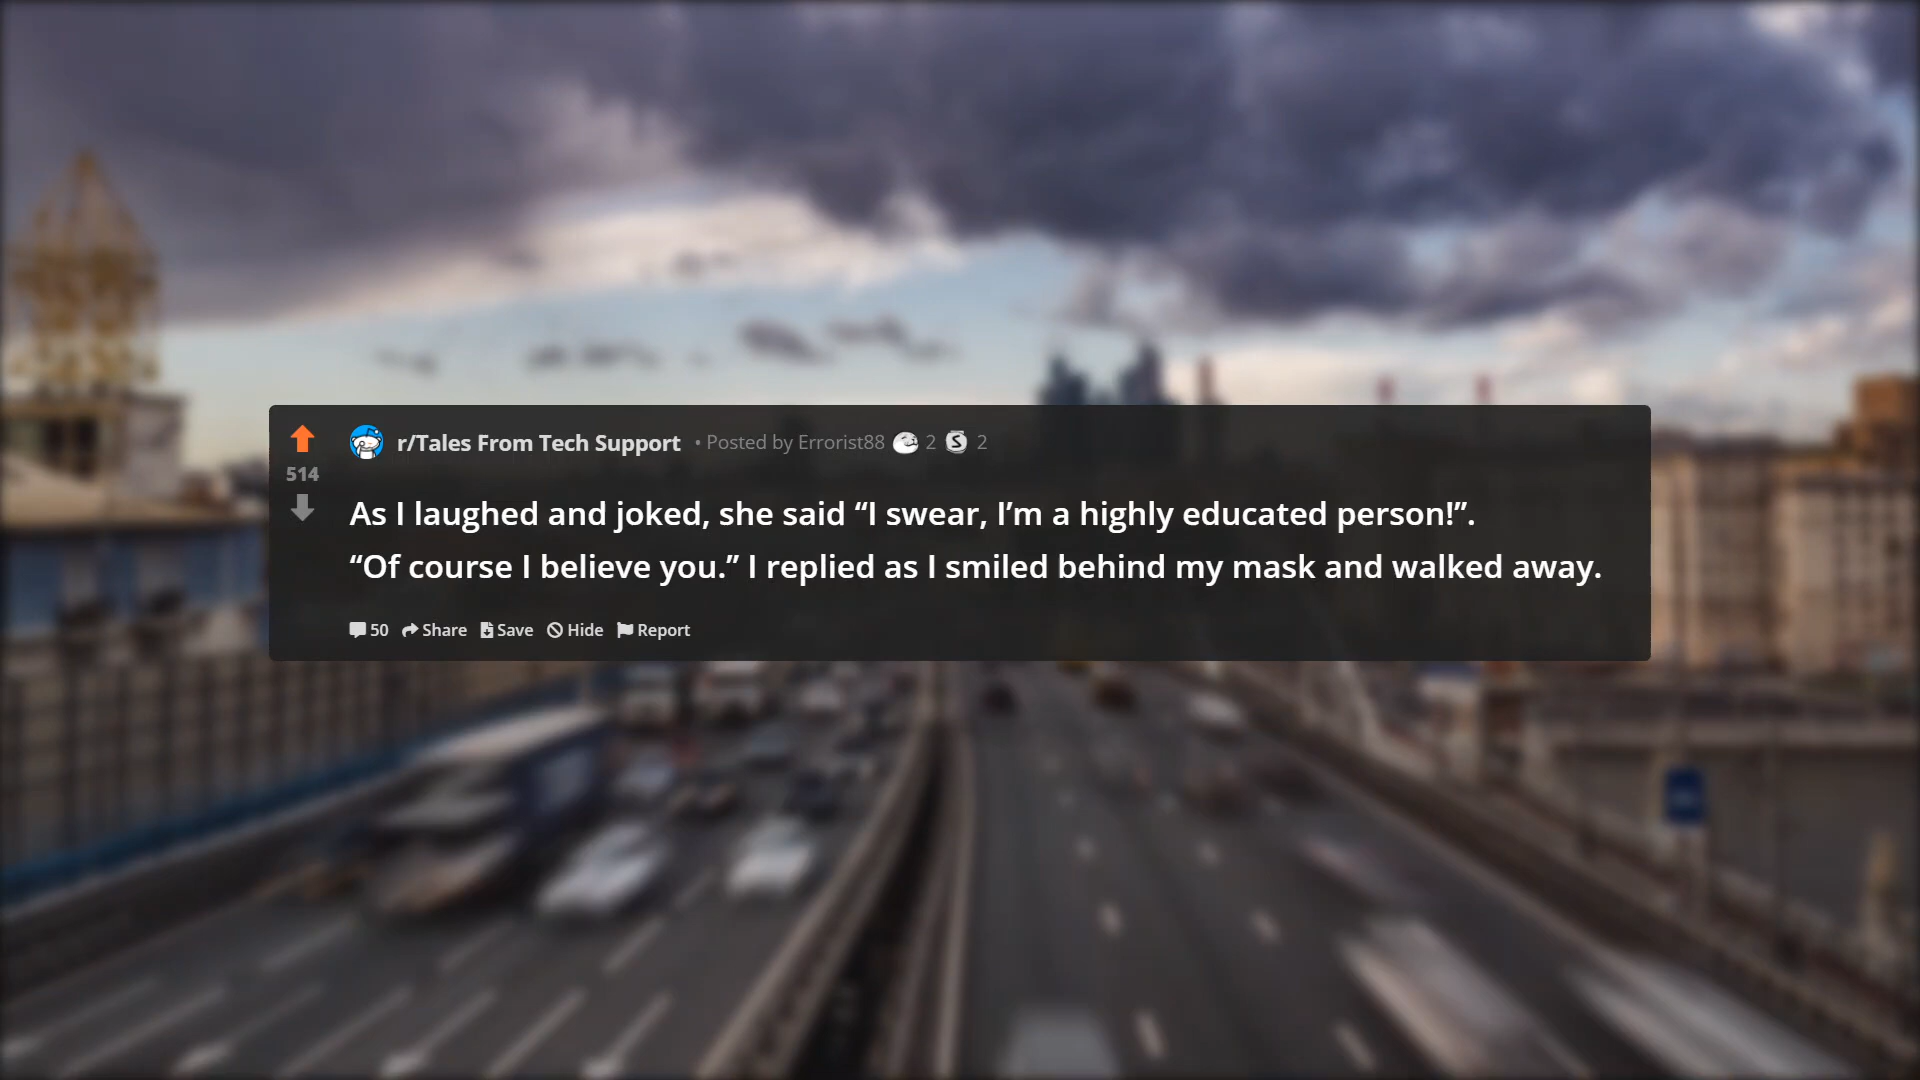 r/Tales From Tech Support • Posted by Errorist88 2 2
514
As I laughed and joked, she said “I swear, I’m a highly educated person!”.
“Of course I believe you.” I replied as I smiled behind my mask and walked away.
50 Share Save Hide Report